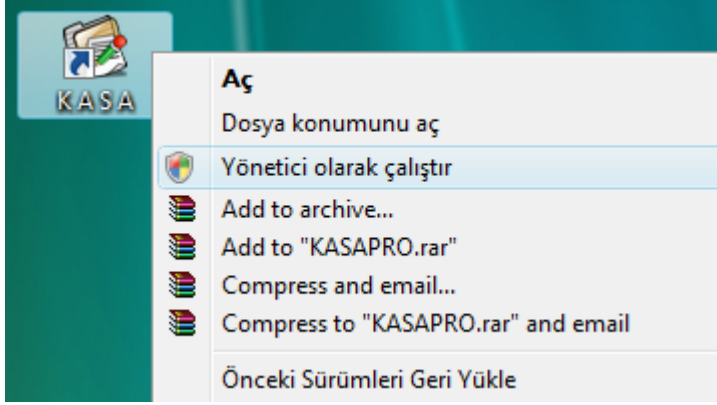 KASA
Aç
Dosya konumunu aç
Yönetici olarak çalıştır
Add to archive...
Add to "KASAPRO.rar"
Compress and email...
Compress to "KASAPRO.rar" and email
Önceki Sürümleri Geri Yükle